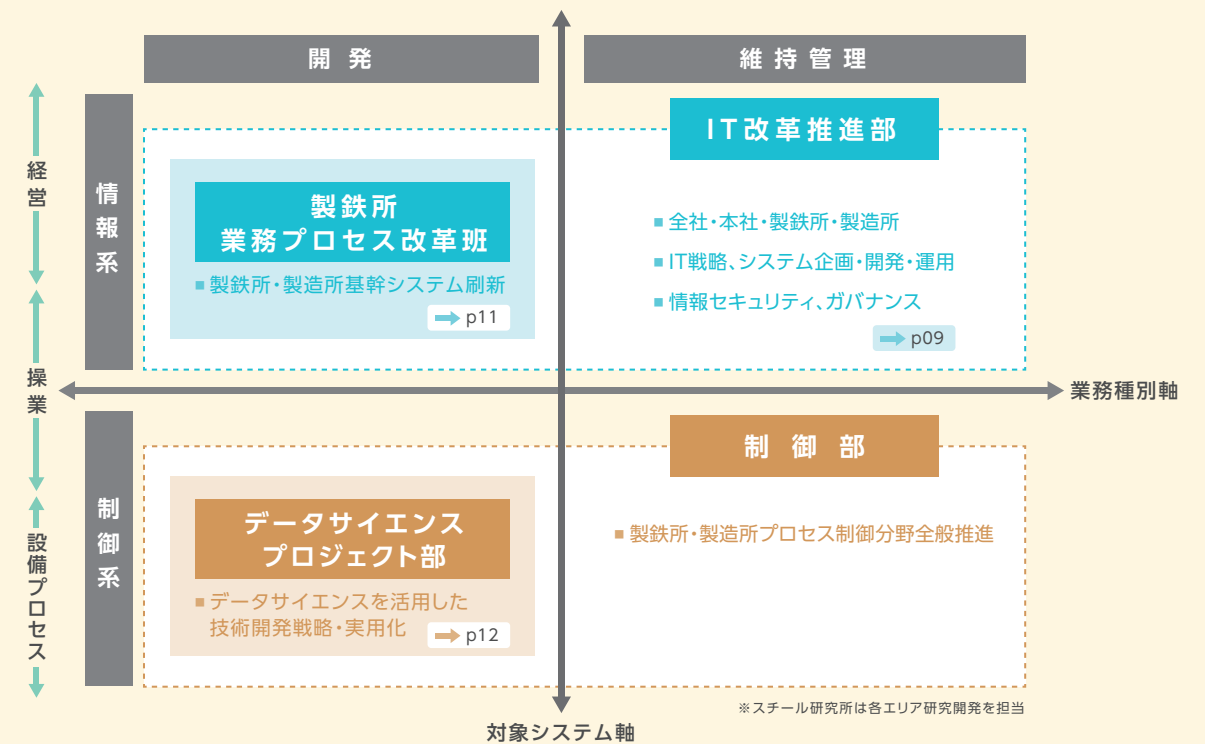 開発
維持管理
経営
操業
設備プロセス
情報系
制御系
IT改革推進部
製鉄所
業務プロセス改革班
■製鉄所・製造所基幹システム刷新
p11
■全社・本社・製鉄所・製造所
■IT戦略、システム企画・開発・運用
■情報セキュリティ、ガバナンス
p09
業務種別軸
制御部
データサイエンス
プロジェクト部
■データサイエンスを活用した
技術開発戦略・実用化
p12
■製鉄所・製造所プロセス制御分野全般推進
※スチール研究所は各エリア研究開発を担当
対象システム軸